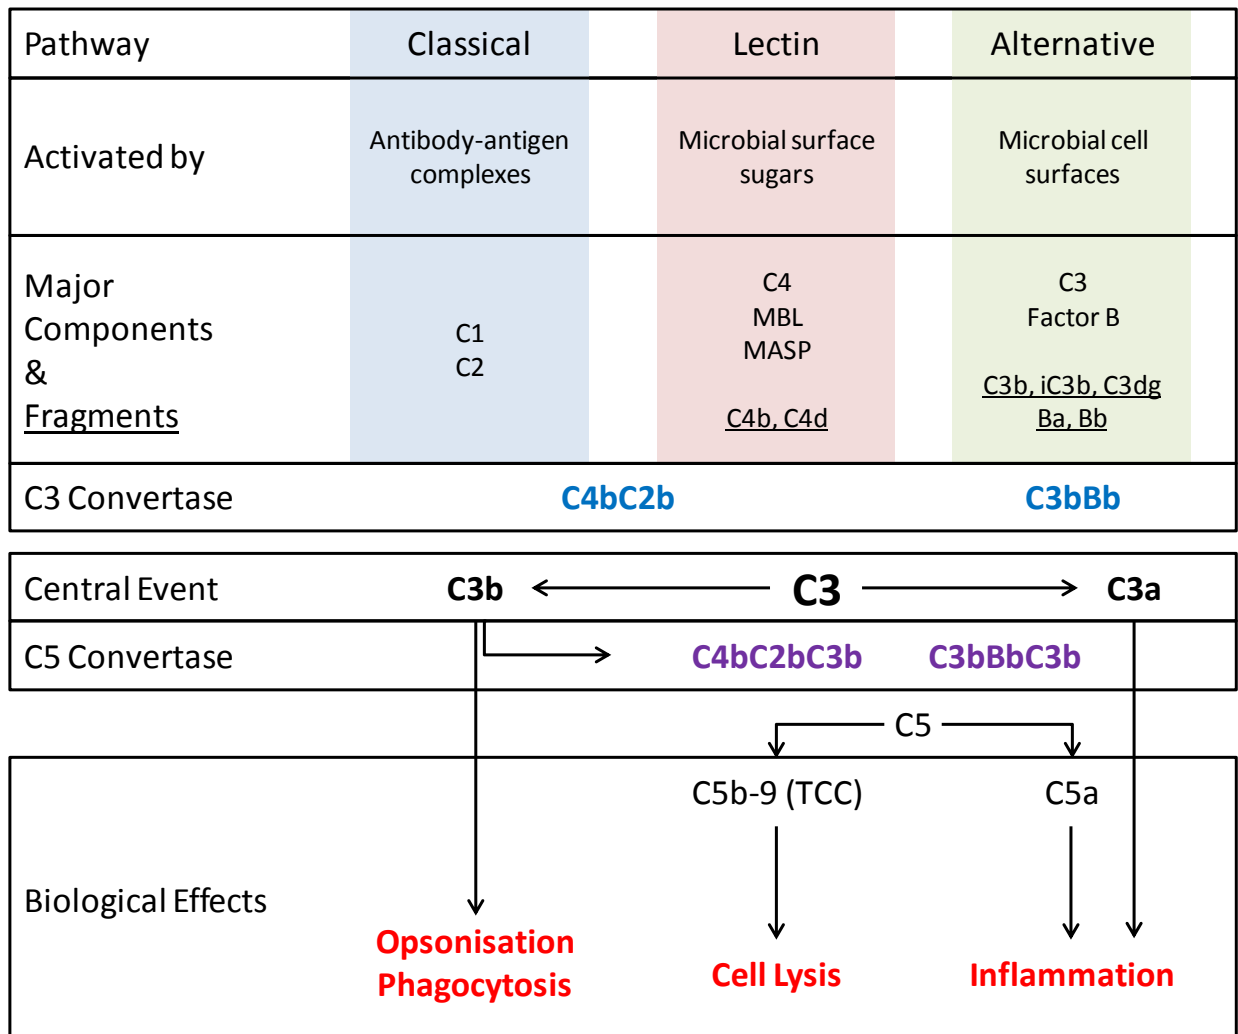 Pathway
Classical
Lectin
Alternative
Activated by
Antibody-antigen
complexes
Microbial surface
sugars
Microbial cell
surfaces
Major
Components
&
Fragments
C1
C2
C4
MBL
MASP
C4b, C4d
C3
Factor B
C3b, iC3b, C3dg
Ba, Bb
C3 Convertase
C4bC2b
C3bBb
Central Event
C3b
C3
C3a
C5 Convertase
C4bC2bC3b
C3bBbC3b
C5
Biological Effects
C5b-9 (TCC)
C5a
Opsonisation
Phagocytosis
Cell Lysis
Inflammation